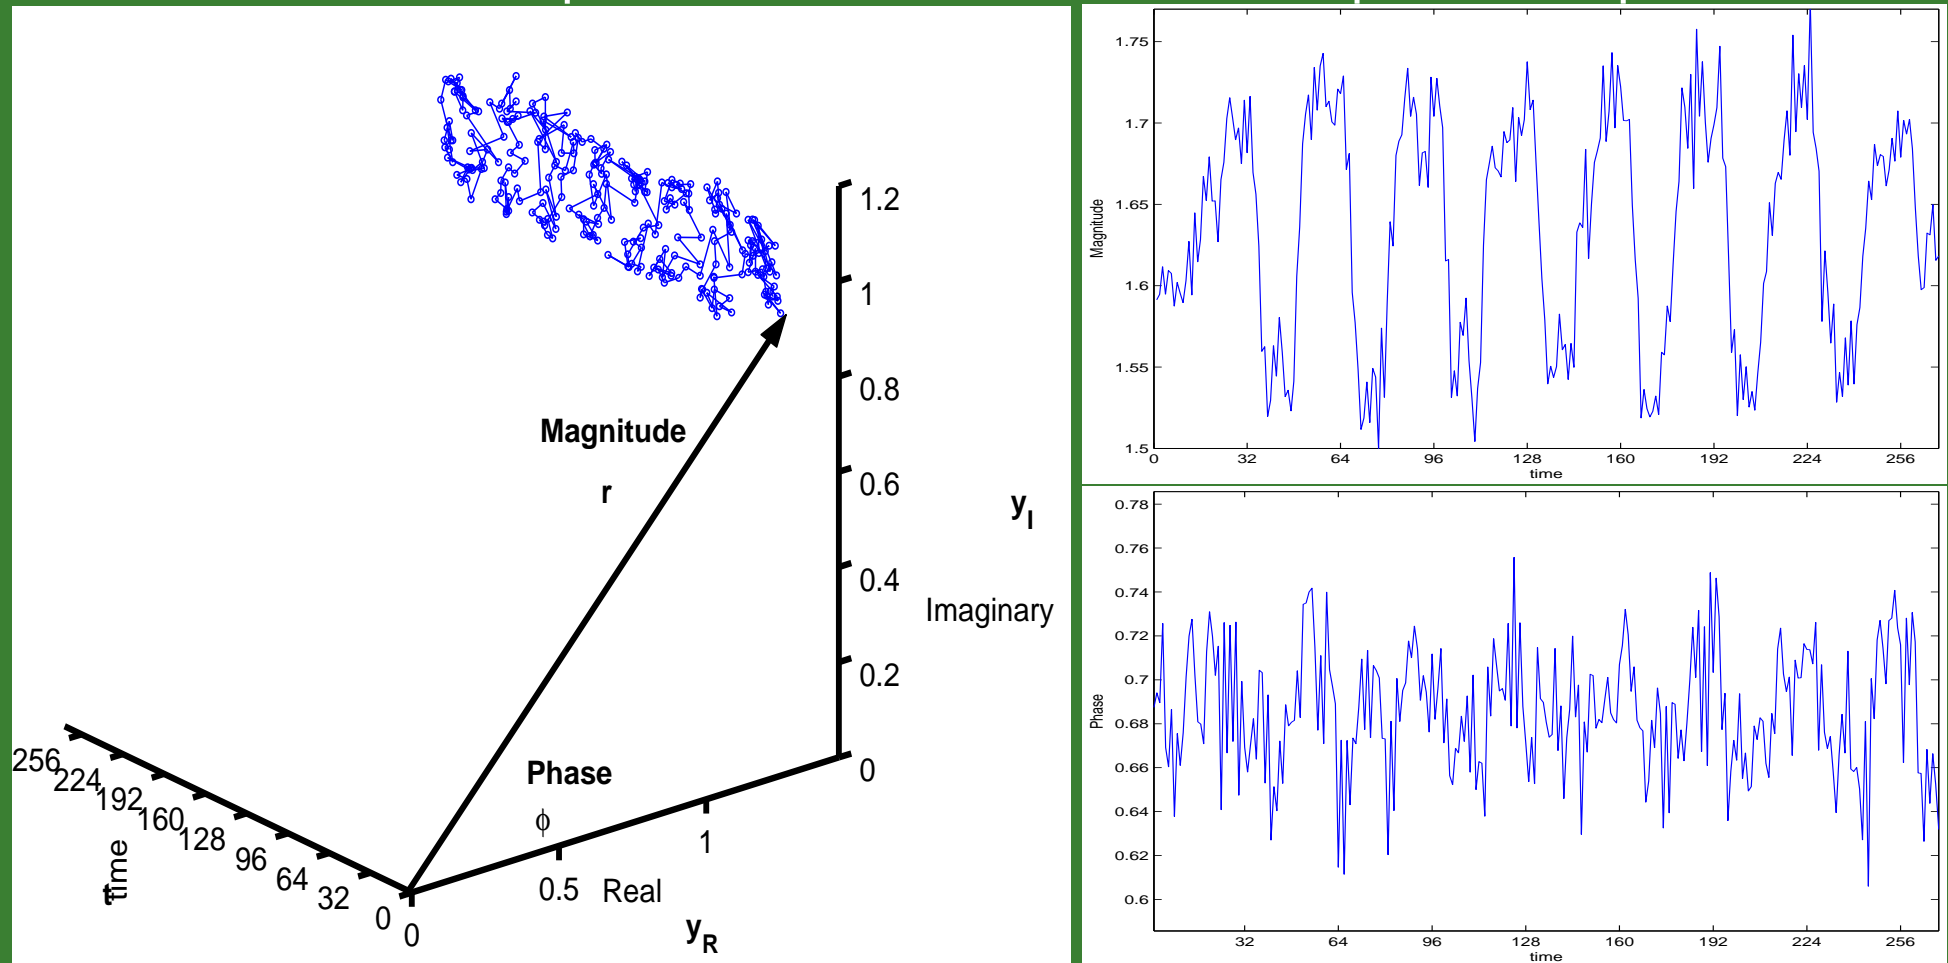 1.2
1
0.8
0.6
0.4
0.2
0
Magnitude
r
y_I
Imaginary
Phase
ϕ
256
224
192
160
128
96
64
32
0
t
time
0
0.5
1
Real
y_R
1.75
1.7
1.65
1.6
1.55
1.5
Magnitude
0 32 64 96 128 160 192 224 256
time
0.78
0.76
0.74
0.72
0.7
0.68
0.66
0.64
0.62
0.6
Phase
32 64 96 128 160 192 224 256
time